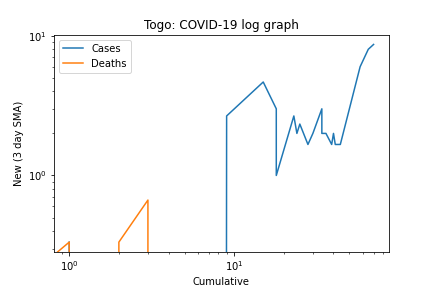 Togo: COVID-19 log graph
Cases
Deaths
New (3 day SMA)
10¹
10⁰
10⁰
10¹
Cumulative